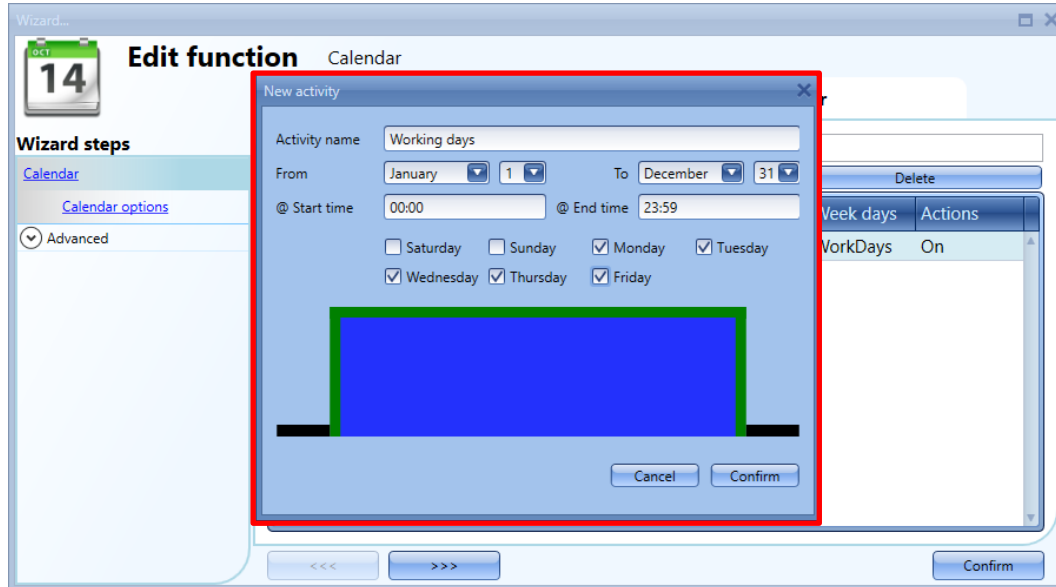 Wizard...
OCT
14
Edit function Calendar
Wizard steps
Calendar
Calendar options
Advanced
New activity
Activity name Working days
From January 1 To December 31
@ Start time 00:00 @ End time 23:59
Saturday Sunday Monday Tuesday
Wednesday Thursday Friday
Cancel Confirm
Delete
Week days Actions
WorkDays On
<<< >>> Confirm